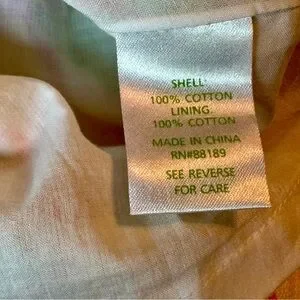 SHELL
100% COTTON
LINING
100% COTTON
MADE IN CHINA
RN#88189
SEE REVERSE
FOR CARE